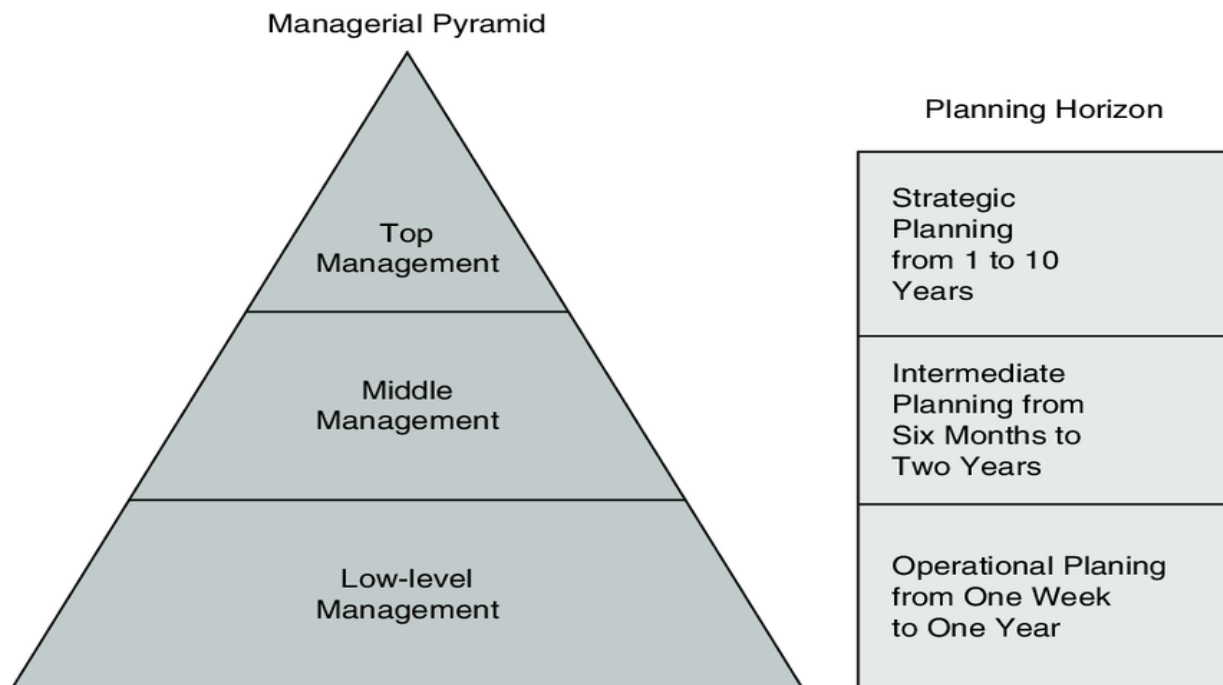 Managerial Pyramid
Top
Management
Middle
Management
Low-level
Management
Planning Horizon
Strategic
Planning
from 1 to 10
Years
Intermediate
Planning from
Six Months to
Two Years
Operational Planing
from One Week
to One Year